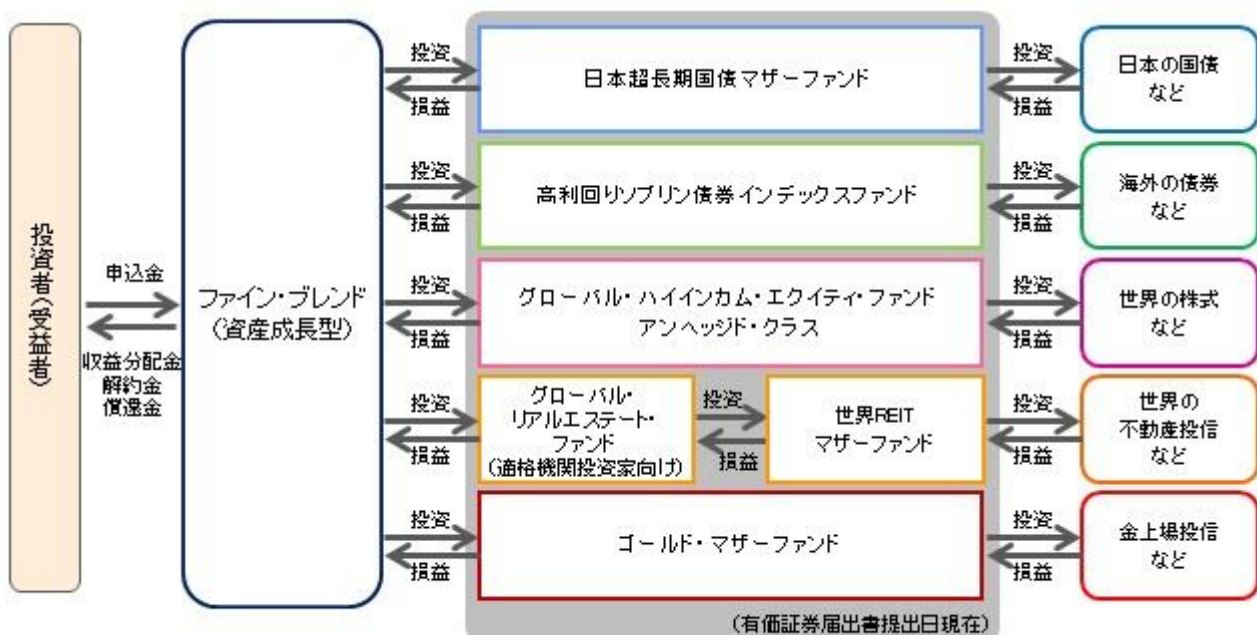 投資者(受益者)
申込金
収益分配金
解約金
償還金
ファイン・ブレンド
(資産成長型)
投資
損益
日本超長期国債マザーファンド
投資
損益
日本の国債
など
投資
損益
高利回りソブリン債券インデックスファンド
投資
損益
海外の債券
など
投資
損益
グローバル・ハイインカム・エクイティ・ファンド
アンヘッジド・クラス
投資
損益
世界の株式
など
投資
損益
グローバル・
リアルエステート・
ファンド
(適格機関投資家向け)
投資
損益
世界REIT
マザーファンド
投資
損益
世界の
不動産投信
など
投資
損益
ゴールド・マザーファンド
投資
損益
金上場投信
など
(有価証券届出書提出日現在)